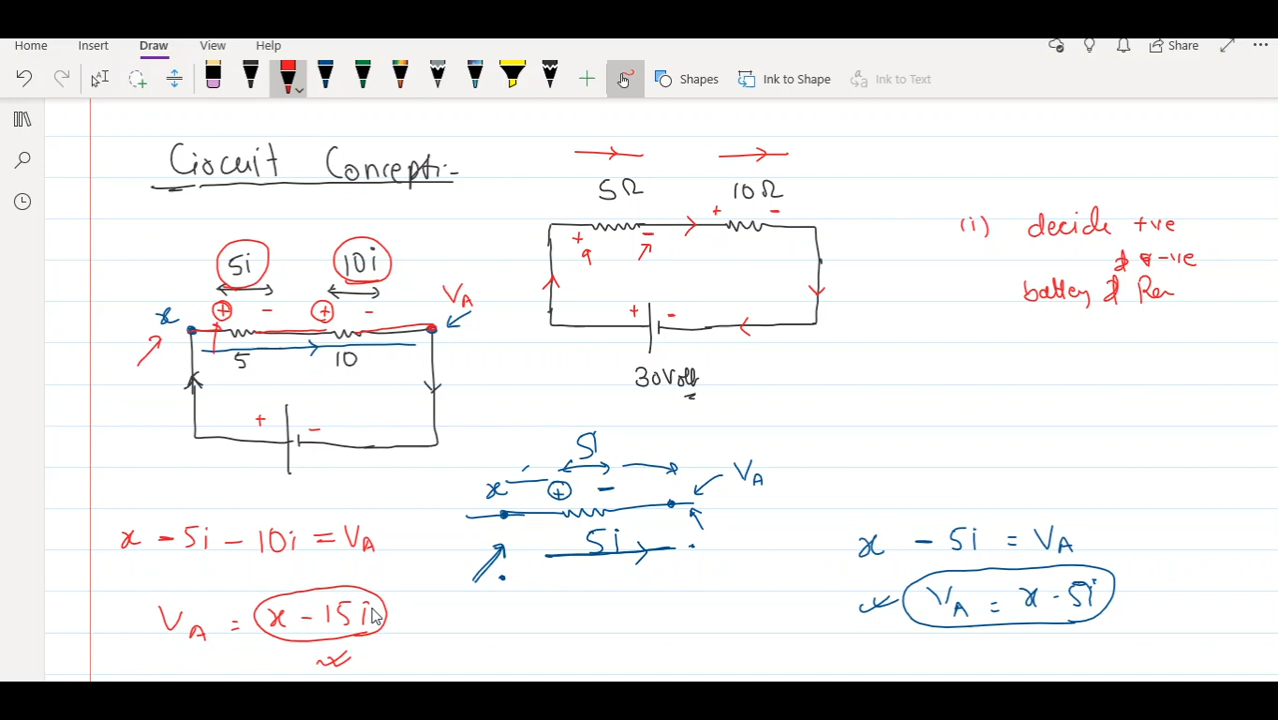 Home Insert Draw View Help
Share
Shapes Ink to Shape Ink to Text
Circuit Concept:-
5Ω 10Ω
+ - + -
+ -
30Volt
(i) decide +ve
& -ve
battery & Res
5i 10i
x + - + - VA
5 10
+ -
5i
x + - VA
5i
x - 5i - 10i = VA
VA = x - 15i
x - 5i = VA
VA = x - 5i